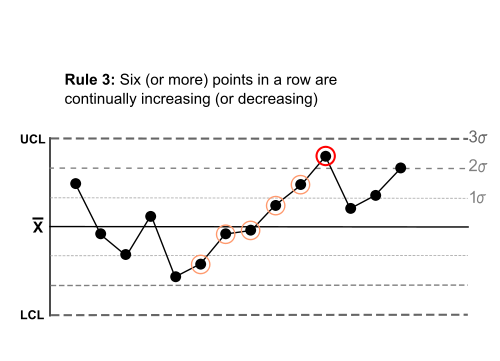 Rule 3: Six (or more) points in a row are
continually increasing (or decreasing)
UCL
3σ
2σ
1σ
X̅
LCL